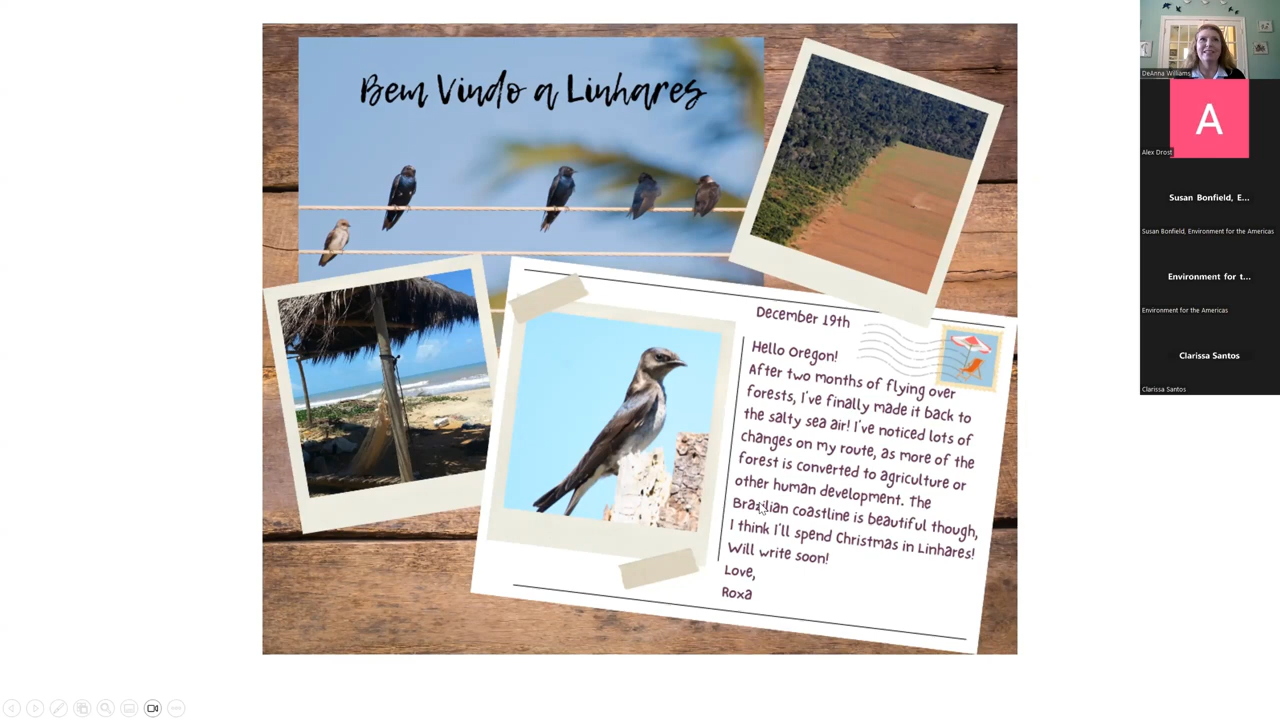 Bem Vindo a Linhares
December 19th
Hello Oregon!
After two months of flying over
forests, I've finally made it back to
the salty sea air! I've noticed lots of
changes on my route, as more of the
forest is converted to agriculture or
other human development. The
Brazilian coastline is beautiful though,
I think I'll spend Christmas in Linhares!
Will write soon!
Love,
Roxa
DeAnna Williams
A
Alex Drost
Susan Bonfield, E...
Susan Bonfield, Environment for the Americas
Environment for t...
Environment for the Americas
Clarissa Santos
Clarissa Santos